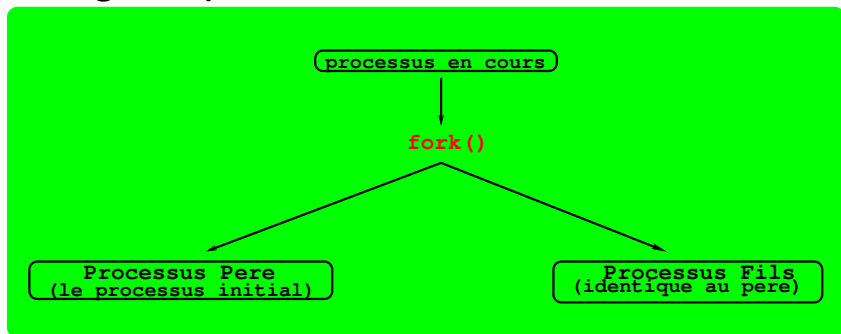 processus en cours
fork()
Processus Pere
(le processus initial)
Processus Fils
(identique au pere)